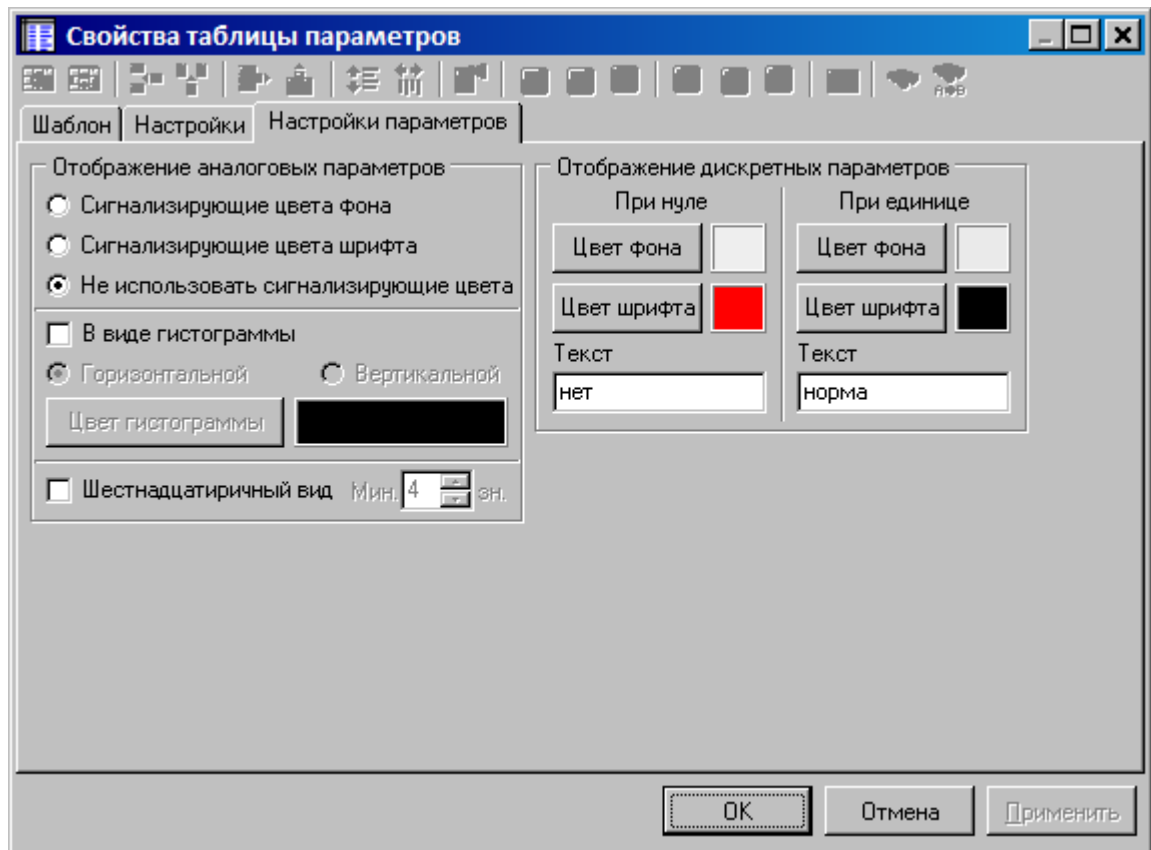 Свойства таблицы параметров
A B
Шаблон Настройки Настройки параметров
Отображение аналоговых параметров
Сигнализирующие цвета фона
Сигнализирующие цвета шрифта
Не использовать сигнализирующие цвета
В виде гистограммы
Горизонтальной Вертикальной
Цвет гистограммы
Шестнадцатиричный вид Мин. 4 зн.
Отображение дискретных параметров
При нуле При единице
Цвет фона Цвет фона
Цвет шрифта Цвет шрифта
Текст Текст
нет норма
OK Отмена Применить